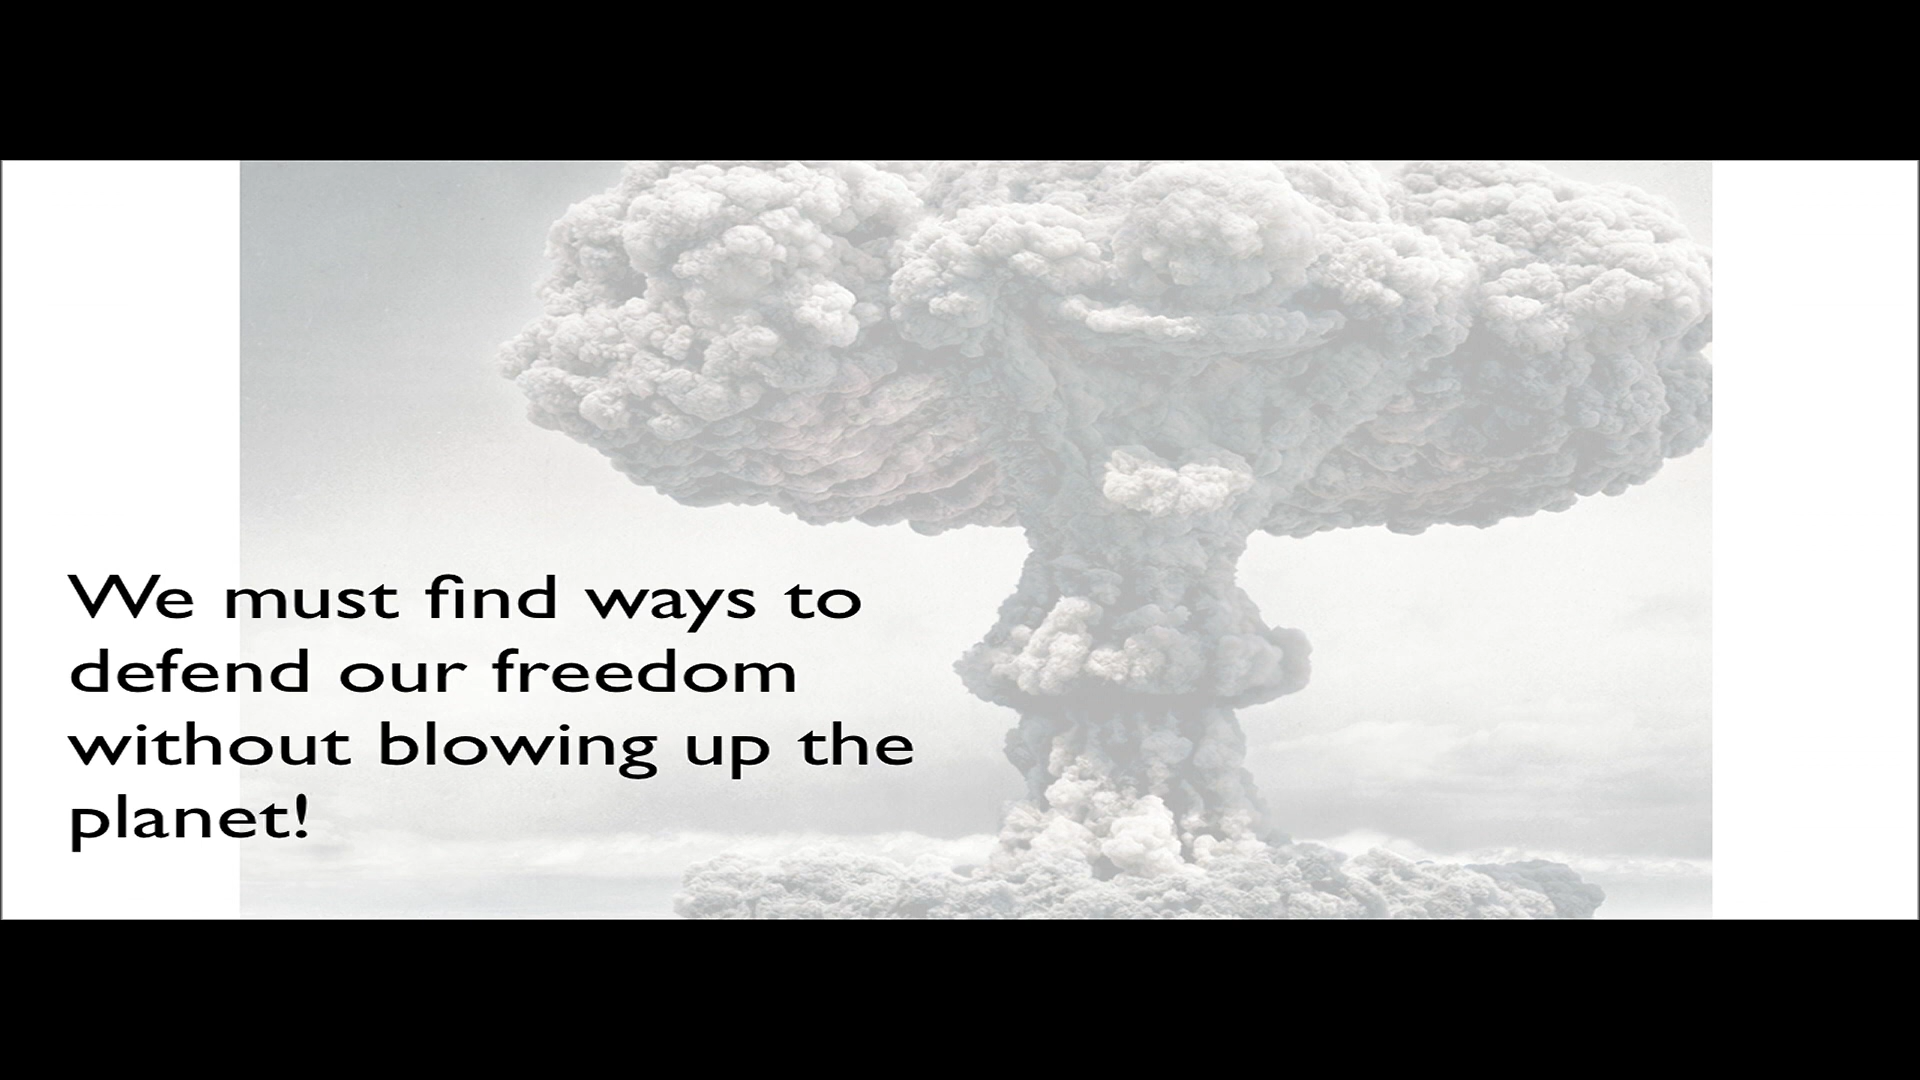 We must find ways to
defend our freedom
without blowing up the
planet!